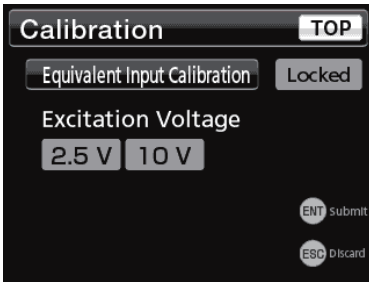 Calibration TOP
Equivalent Input Calibration Locked
Excitation Voltage
2.5 V 10 V
ENT Submit
ESC Discard